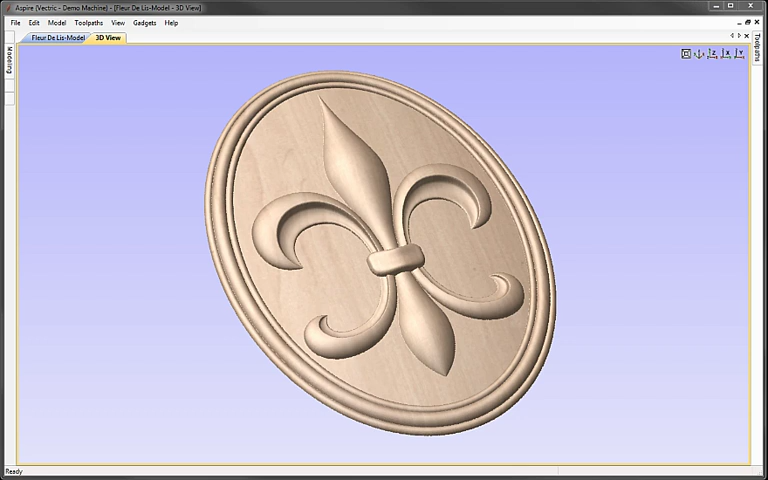 Aspire [Vectric - Demo Machine] - [Fleur De Lis-Model - 3D View]
File Edit Model Toolpaths View Gadgets Help
Fleur De Lis-Model 3D View
Modeling
Toolpaths
Z X Y
Ready